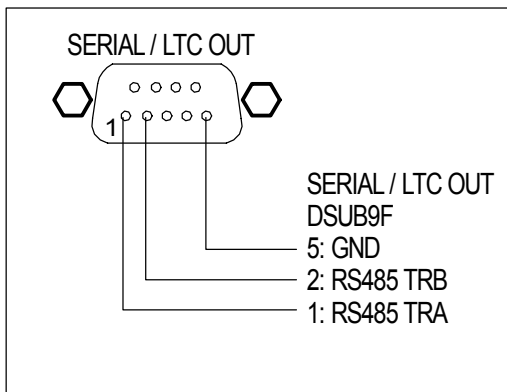 SERIAL / LTC OUT
1
SERIAL / LTC OUT
DSUB9F
5: GND
2: RS485 TRB
1: RS485 TRA